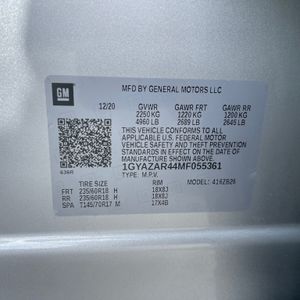 GM
MFD BY GENERAL MOTORS LLC
12/20 GVWR GAWR FRT GAWR RR
2250 KG 1220 KG 1200 KG
4960 LB 2689 LB 2645 LB
THIS VEHICLE CONFORMS TO ALL
APPLICABLE U.S. FEDERAL MOTOR
VEHICLE SAFETY AND THEFT PREVENTION
STANDARDS IN EFFECT ON THE DATE OF
MANUFACTURE SHOWN ABOVE.
1GYAZAR44MF055361
TYPE: M.P.V.
TIRE SIZE RIM MODEL: 
FRT 235/60R18 H 18X8J
RR 235/60R18 H 18X8J
SPA T145/70R17 M 17X4B